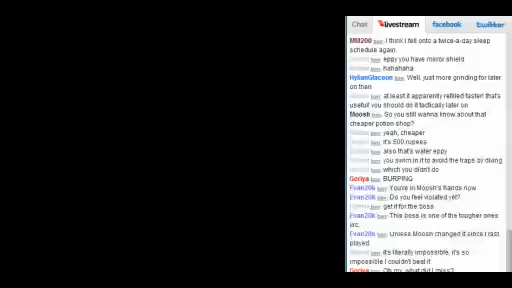 Chat livestream facebook twitter
MM200 I think I fell onto a twice-a-day sleep
schedule again.
eppy you have mirror shield
hahahaha
HylianGlaceon Well, just more grinding for later
on then
at least it apparently refilled faster! that's
useful! you should do it tactically later on
Moosh So you still wanna know about that
cheaper potion shop?
yeah, cheaper
it's 500 rupees
also that's water eppy
you swim in it to avoid the traps by diving
which you didn't do
Goriya BURPING
Evan20k You're in Moosh's hands now
Evan20k Do you feel violated yet?
get it for the boss
Evan20k This boss is one of the tougher ones
irc.
Evan20k Unless Moosh changed it since I last
played.
it's literally impossible, it's so
impossible I couldn't beat it
Goriya Oh my, what did I miss?